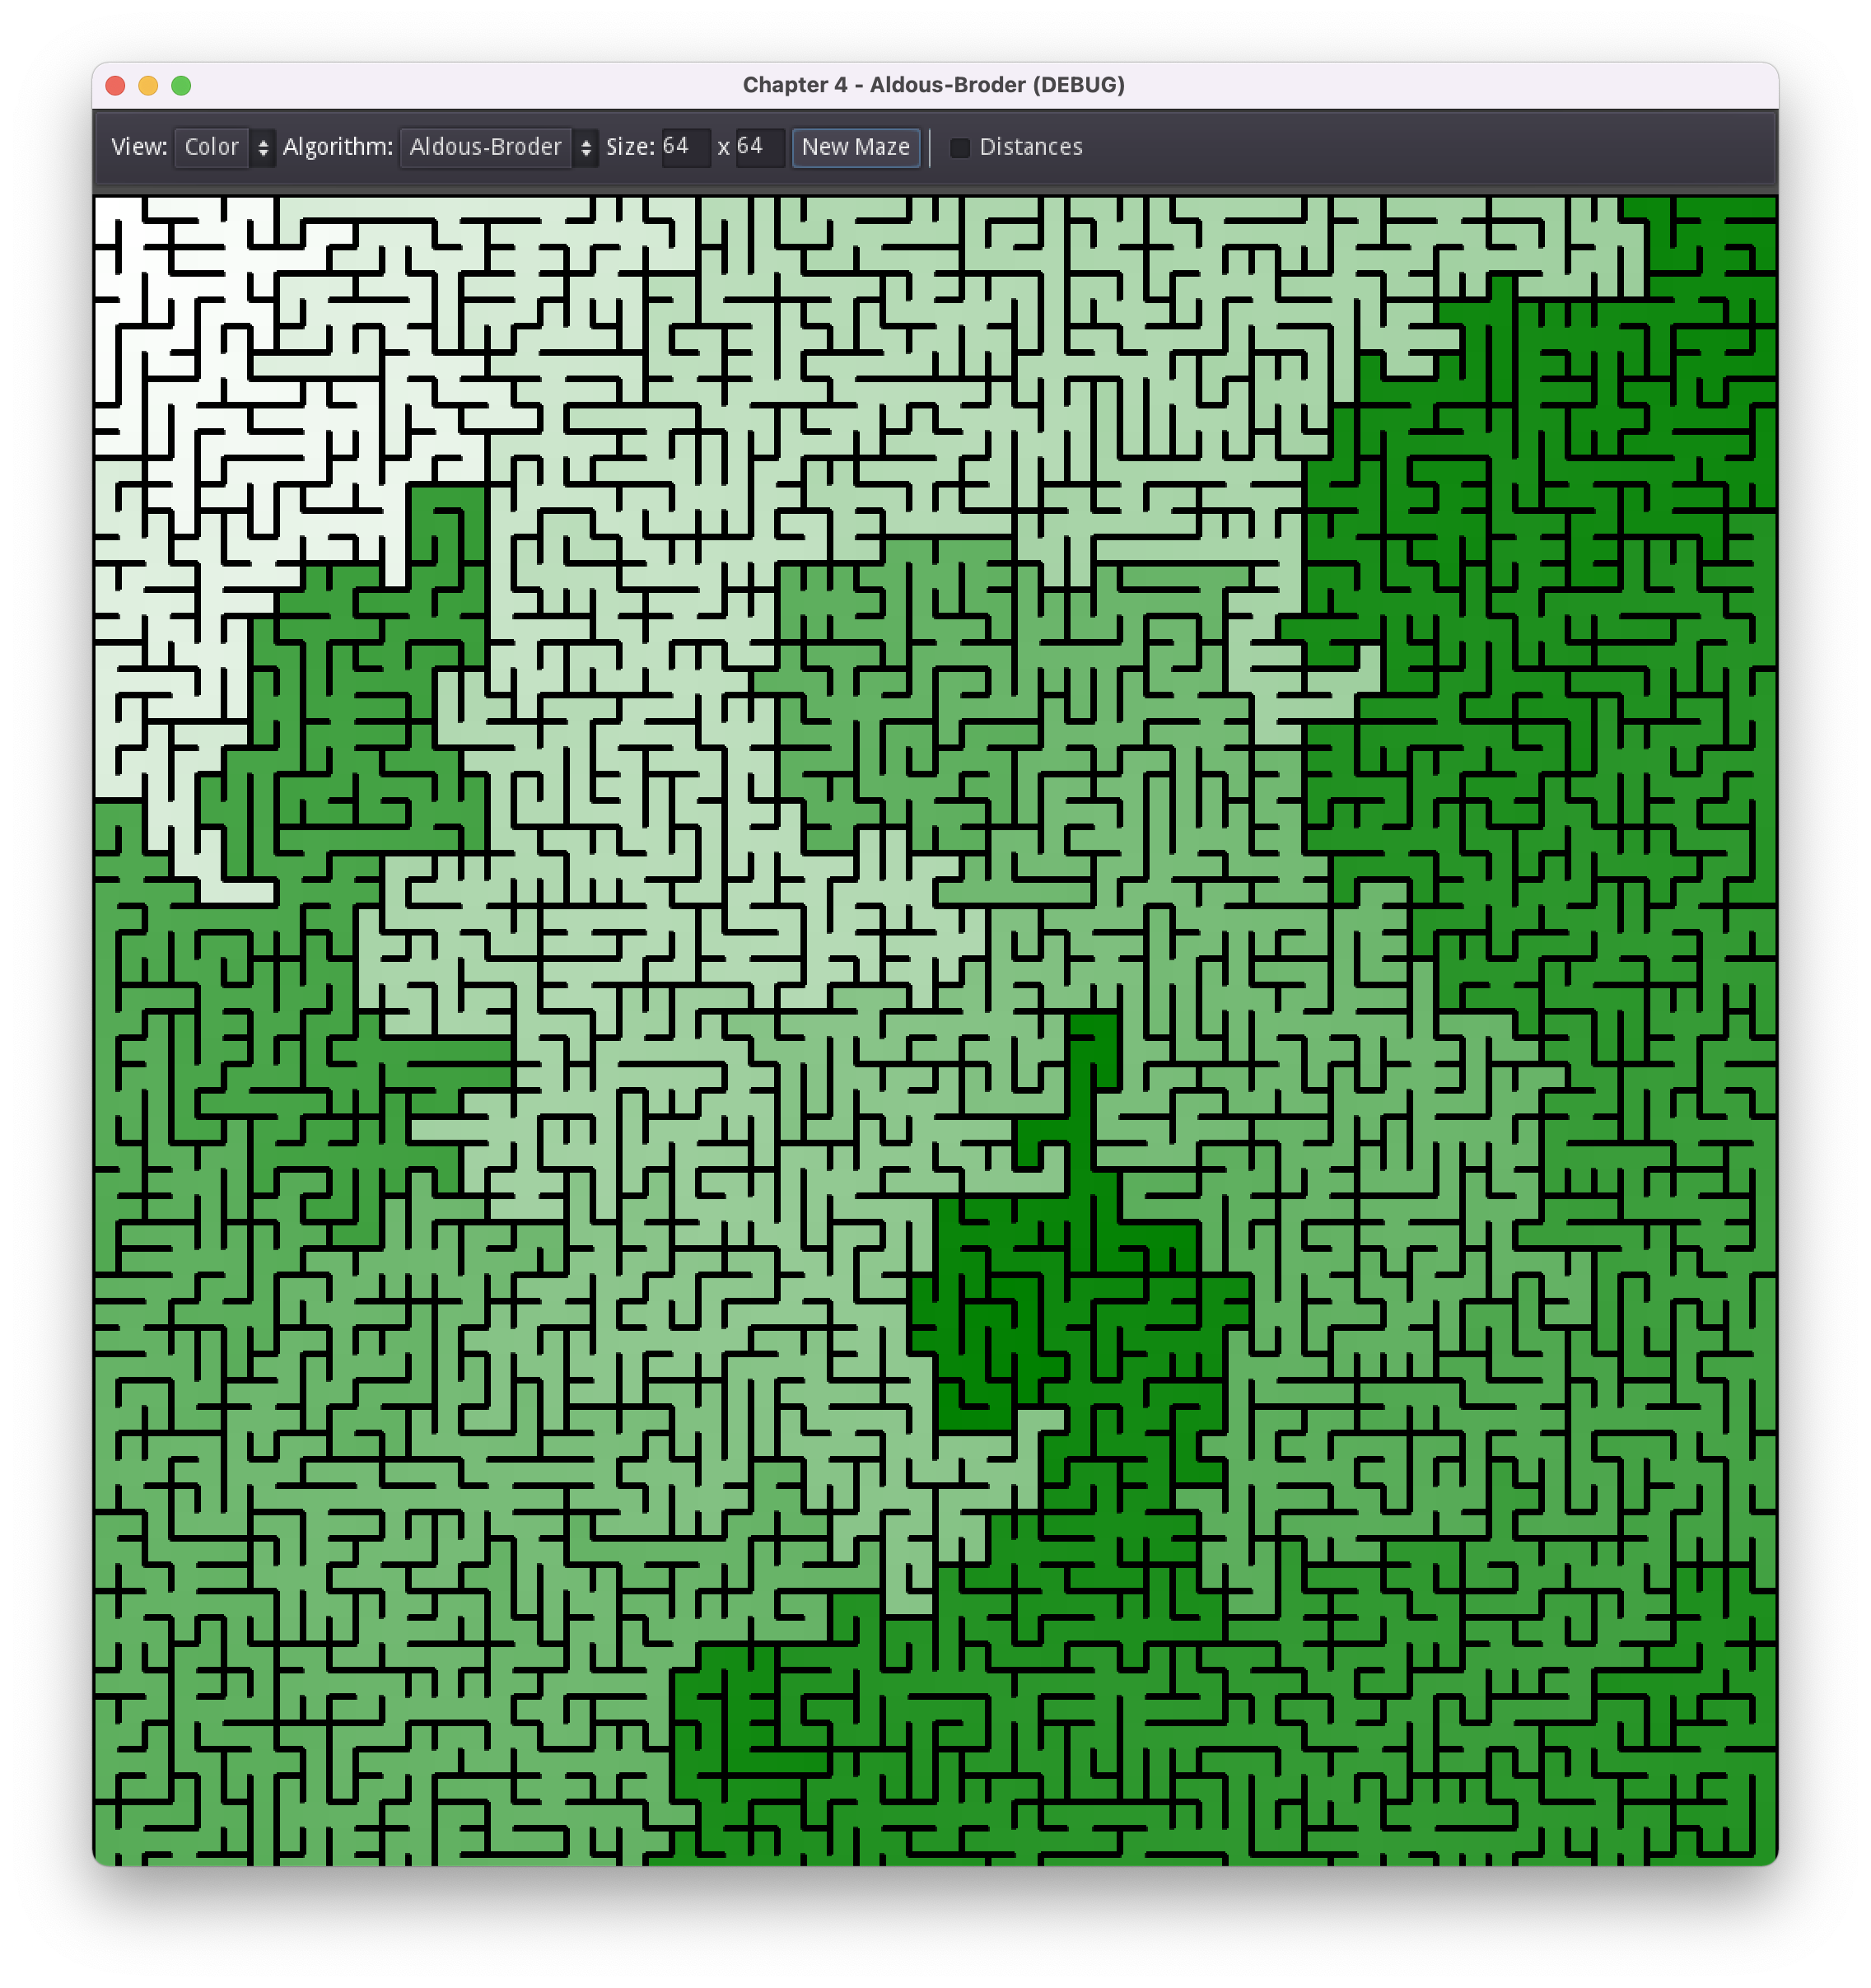 Chapter 4 - Aldous-Broder (DEBUG)
View: Color Algorithm: Aldous-Broder Size: 64 x 64 New Maze Distances